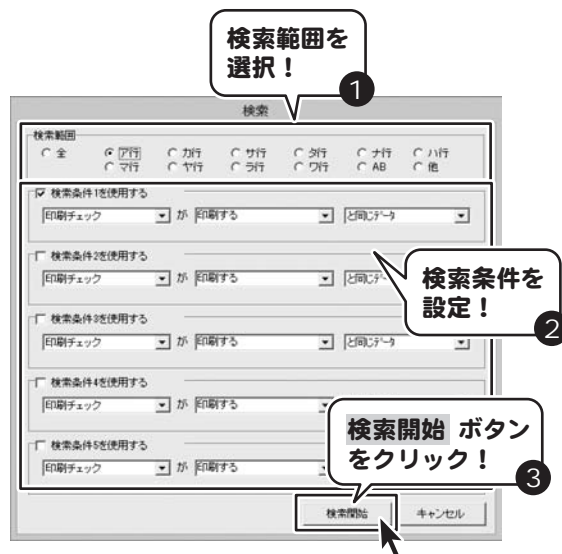 検索範囲を
選択！
1
検索
検索範囲
全 ア行 カ行 サ行 タ行 ナ行 ハ行
マ行 ヤ行 ラ行 ワ行 AB 他
検索条件1を使用する
印刷チェック が 印刷する と同じデータ
検索条件2を使用する
印刷チェック が 印刷する と同じデー
検索条件を
設定！
2
検索条件3を使用する
印刷チェック が 印刷する と同じデータ
検索条件4を使用する
印刷チェック が 印刷する
検索条件5を使用する
印刷チェック が 印刷する
検索開始 ボタン
をクリック！
3
検索開始 キャンセル